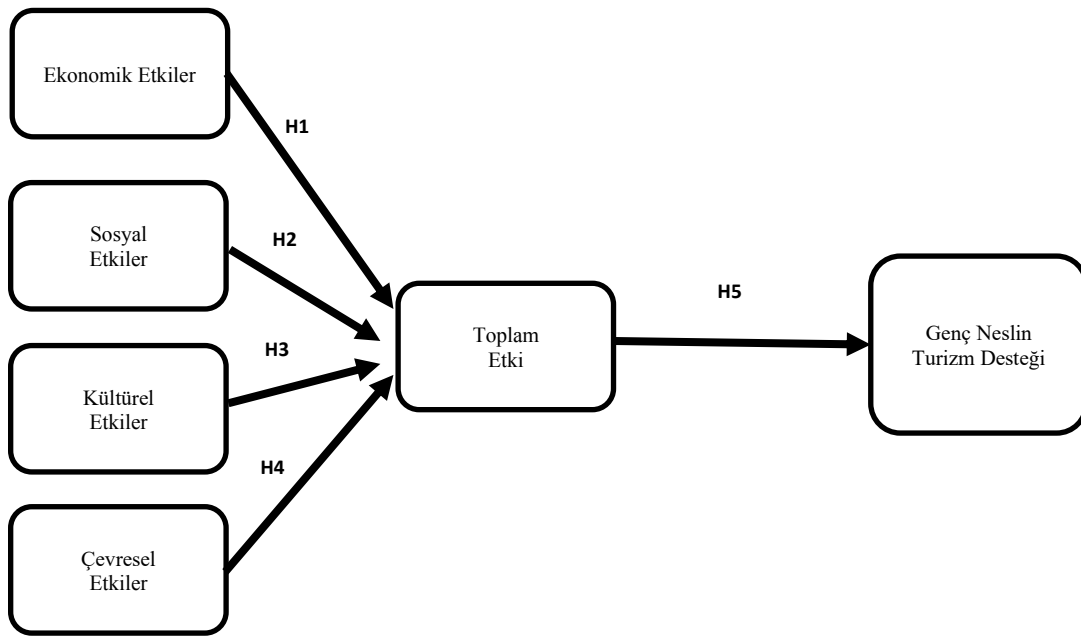 Ekonomik Etkiler
H1
Sosyal
Etkiler
H2
Kültürel
Etkiler
H3
Çevresel
Etkiler
H4
Toplam
Etki
H5
Genç Neslin
Turizm Desteği